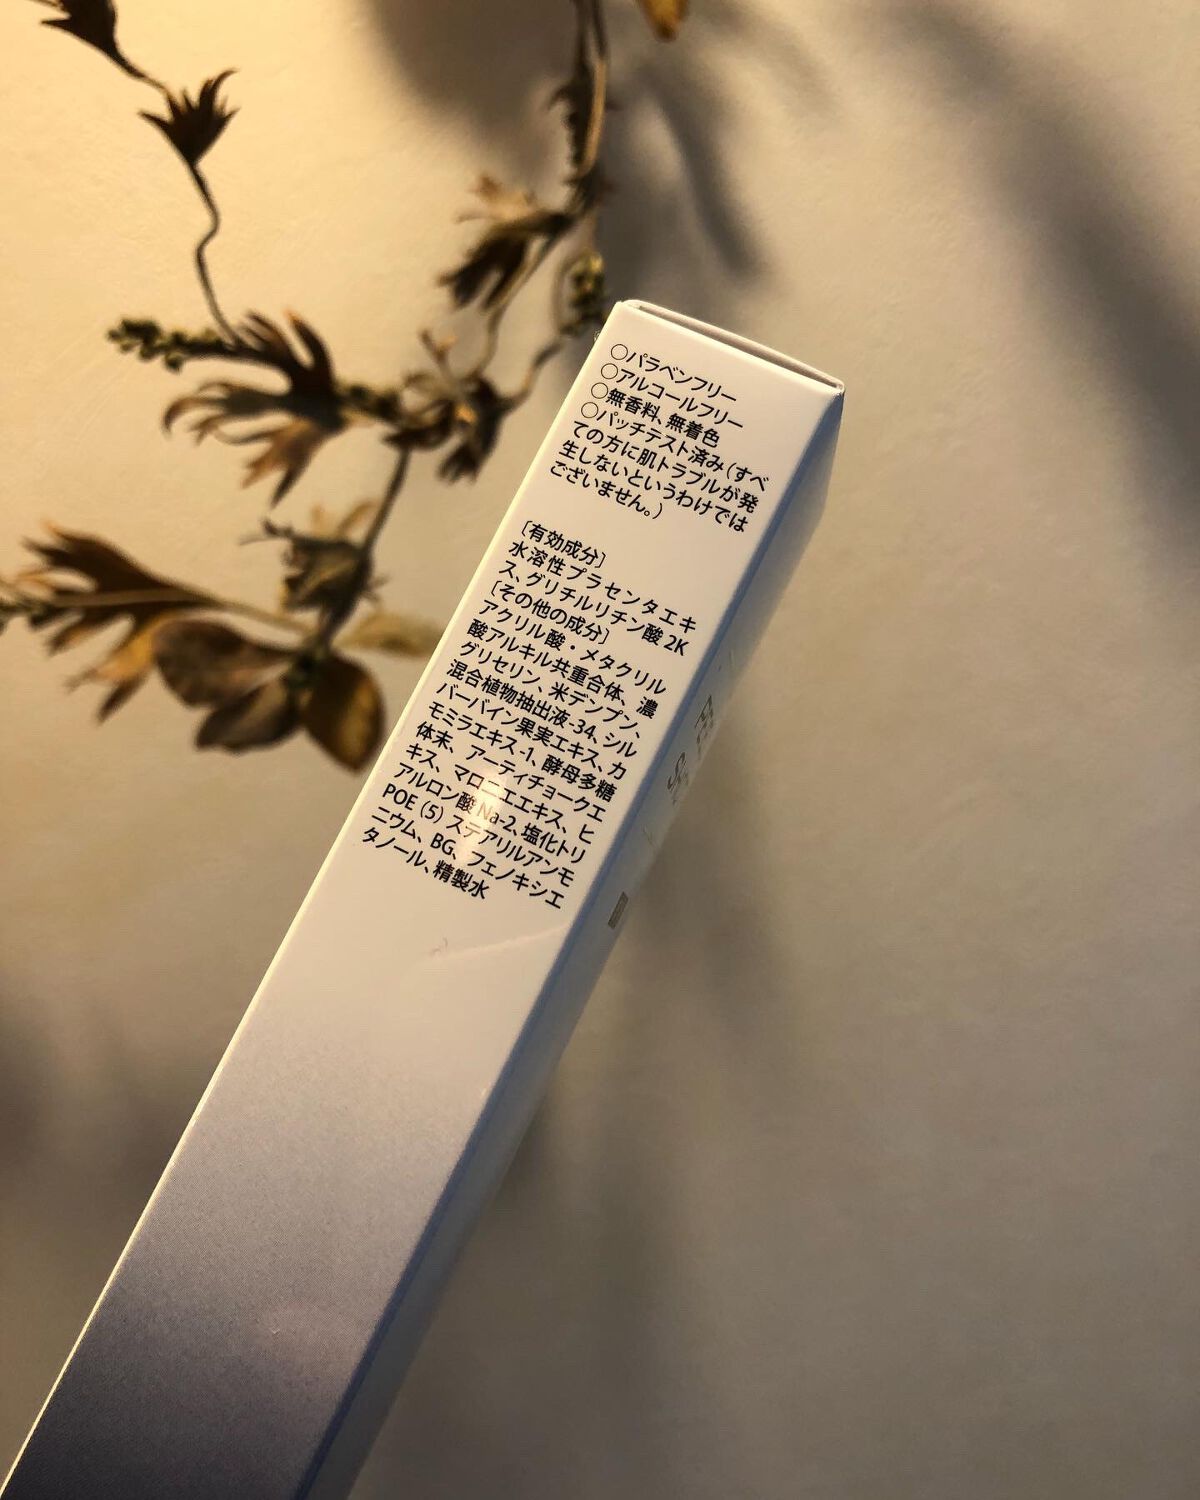 ○パラベンフリー
○アルコールフリー
○無香料、無着色
○パッチテスト済み(すべ
ての方に肌トラブルが発
生しないというわけでは
ございません。)
[有効成分]
水溶性プラセンタエキ
ス、グリチルリチン酸2K
[その他の成分]
アクリル酸・メタクリル
酸アルキル共重合体、濃
グリセリン、米デンプン、
混合植物抽出液-34、シル
バーバイン果実エキス、カ
モミラエキス-1、酵母多糖
体末、アーティチョークエ
キス、マロニエエキス、ヒ
アルロン酸Na-2、塩化トリ
POE (5) ステアリルアンモ
ニウム、BG、フェノキシエ
タノール、精製水